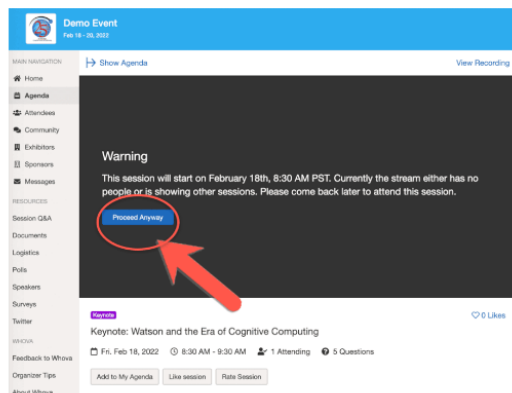 Demo Event
Feb 18 - 20, 2022
MAIN NAVIGATION
Home
Agenda
Attendees
Community
Exhibitors
Sponsors
Messages
RESOURCES
Session Q&A
Documents
Logistics
Polls
Speakers
Surveys
Twitter
WHOVA
Feedback to Whova
Organizer Tips
About Whova
Show Agenda
View Recording
Warning
This session will start on February 18th, 8:30 AM PST. Currently the stream either has no
people or is showing other sessions. Please come back later to attend this session.
Proceed Anyway
Keynote
0 Likes
Keynote: Watson and the Era of Cognitive Computing
Fri. Feb 18, 2022 8:30 AM - 9:30 AM 1 Attending 5 Questions
Add to My Agenda Like session Rate Session